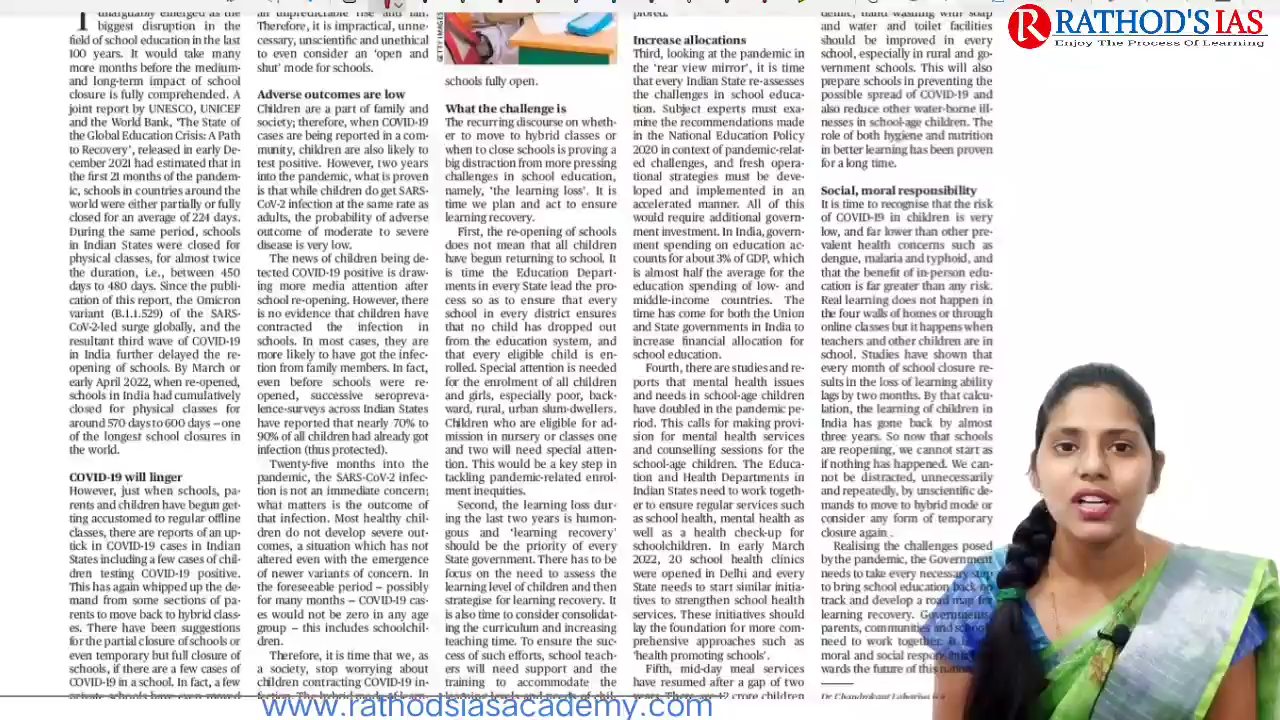 biggest disruption in the
field of school education in the last
100 years. It would take many
more months before the medium-
and long-term impact of school
closure is fully comprehended. A
joint report by UNESCO, UNICEF
and the World Bank, 'The State of
the Global Education Crisis: A Path
to Recovery', released in early De-
cember 2021 had estimated that in
the first 21 months of the pandem-
ic, schools in countries around the
world were either partially or fully
closed for an average of 224 days.
During the same period, schools
in Indian States were closed for
physical classes, for almost twice
the duration, i.e., between 450
days to 480 days. Since the publi-
cation of this report, the Omicron
variant (B.1.1.529) of the SARS-
CoV-2-led surge globally, and the
resultant third wave of COVID-19
in India further delayed the re-
opening of schools. By March or
early April 2022, when re-opened,
schools in India had cumulatively
closed for physical classes for
around 570 days to 600 days – one
of the longest school closures in
the world.
COVID-19 will linger
However, just when schools, pa-
rents and children have begun get-
ting accustomed to regular offline
classes, there are reports of an up-
tick in COVID-19 cases in Indian
States including a few cases of chil-
dren testing COVID-19 positive.
This has again whipped up the de-
mand from some sections of pa-
rents to move back to hybrid class-
es. There have been suggestions
for the partial closure of schools or
even temporary but full closure of
schools, if there are a few cases of
COVID-19 in a school. In fact, a few
an unpredictable rise and fall.
Therefore, it is impractical, unne-
cessary, unscientific and unethical
to even consider an 'open and
shut' mode for schools.
Adverse outcomes are low
Children are a part of family and
society; therefore, when COVID-19
cases are being reported in a com-
munity, children are also likely to
test positive. However, two years
into the pandemic, what is proven
is that while children do get SARS-
CoV-2 infection at the same rate as
adults, the probability of adverse
outcome of moderate to severe
disease is very low.
The news of children being de-
tected COVID-19 positive is draw-
ing more media attention after
school re-opening. However, there
is no evidence that children have
contracted the infection in
schools. In most cases, they are
more likely to have got the infec-
tion from family members. In fact,
even before schools were re-
opened, successive seropreva-
lence-surveys across Indian States
have reported that nearly 70% to
90% of all children had already got
infection (thus protected).
Twenty-five months into the
pandemic, the SARS-CoV-2 infec-
tion is not an immediate concern;
what matters is the outcome of
that infection. Most healthy chil-
dren do not develop severe out-
comes, a situation which has not
altered even with the emergence
of newer variants of concern. In
the foreseeable period – possibly
for many months – COVID-19 cas-
es would not be zero in any age
group – this includes schoolchil-
dren.
Therefore, it is time that we, as
a society, stop worrying about
children contracting COVID-19 in-
GETTY IMAGES
schools fully open.
What the challenge is
The recurring discourse on wheth-
er to move to hybrid classes or
when to close schools is proving a
big distraction from more pressing
challenges in school education,
namely, 'the learning loss'. It is
time we plan and act to ensure
learning recovery.
First, the re-opening of schools
does not mean that all children
have begun returning to school. It
is time the Education Depart-
ments in every State lead the pro-
cess so as to ensure that every
school in every district ensures
that no child has dropped out
from the education system, and
that every eligible child is en-
rolled. Special attention is needed
for the enrolment of all children
and girls, especially poor, back-
ward, rural, urban slum-dwellers.
Children who are eligible for ad-
mission in nursery or classes one
and two will need special atten-
tion. This would be a key step in
tackling pandemic-related enrol-
ment inequities.
Second, the learning loss dur-
ing the last two years is humon-
gous and 'learning recovery'
should be the priority of every
State government. There has to be
focus on the need to assess the
learning level of children and then
strategise for learning recovery. It
is also time to consider consolidat-
ing the curriculum and increasing
teaching time. To ensure the suc-
cess of such efforts, school teach-
ers will need support and the
training to accommodate the
Increase allocations
Third, looking at the pandemic in
the 'rear view mirror', it is time
that every Indian State re-assesses
the challenges in school educa-
tion. Subject experts must exa-
mine the recommendations made
in the National Education Policy
2020 in context of pandemic-relat-
ed challenges, and fresh opera-
tional strategies must be deve-
loped and implemented in an
accelerated manner. All of this
would require additional govern-
ment investment. In India, govern-
ment spending on education ac-
counts for about 3% of GDP, which
is almost half the average for the
education spending of low- and
middle-income countries. The
time has come for both the Union
and State governments in India to
increase financial allocation for
school education.
Fourth, there are studies and re-
ports that mental health issues
and needs in school-age children
have doubled in the pandemic pe-
riod. This calls for making provi-
sion for mental health services
and counselling sessions for the
school-age children. The Educa-
tion and Health Departments in
Indian States need to work togeth-
er to ensure regular services such
as school health, mental health as
well as a health check-up for
schoolchildren. In early March
2022, 20 school health clinics
were opened in Delhi and every
State needs to start similar initia-
tives to strengthen school health
services. These initiatives should
lay the foundation for more com-
prehensive approaches such as
'health promoting schools'.
Fifth, mid-day meal services
have resumed after a gap of two
years. There are 12 crore children
and water and toilet facilities
should be improved in every
school, especially in rural and go-
vernment schools. This will also
prepare schools in preventing the
possible spread of COVID-19 and
also reduce other water-borne ill-
nesses in school-age children. The
role of both hygiene and nutrition
in better learning has been proven
for a long time.
Social, moral responsibility
It is time to recognise that the risk
of COVID-19 in children is very
low, and far lower than other pre-
valent health concerns such as
dengue, malaria and typhoid, and
that the benefit of in-person edu-
cation is far greater than any risk.
Real learning does not happen in
the four walls of homes or through
online classes but it happens when
teachers and other children are in
school. Studies have shown that
every month of school closure re-
sults in the loss of learning ability
lags by two months. By that calcu-
lation, the learning of children in
India has gone back by almost
three years. So now that schools
are reopening, we cannot start as
if nothing has happened. We can-
not be distracted, unnecessarily
and repeatedly, by unscientific de-
mands to move to hybrid mode or
consider any form of temporary
closure again .
Realising the challenges posed
by the pandemic, the Government
needs to take every necessary step
to bring school education back on
track and develop a road map for
learning recovery. Governments,
parents, communities and schools
need to work together. It is
moral and social respon
wards the future of this nation
R RATHOD'S IAS
Enjoy The Process Of Learning
www.rathodsiasacademy.com